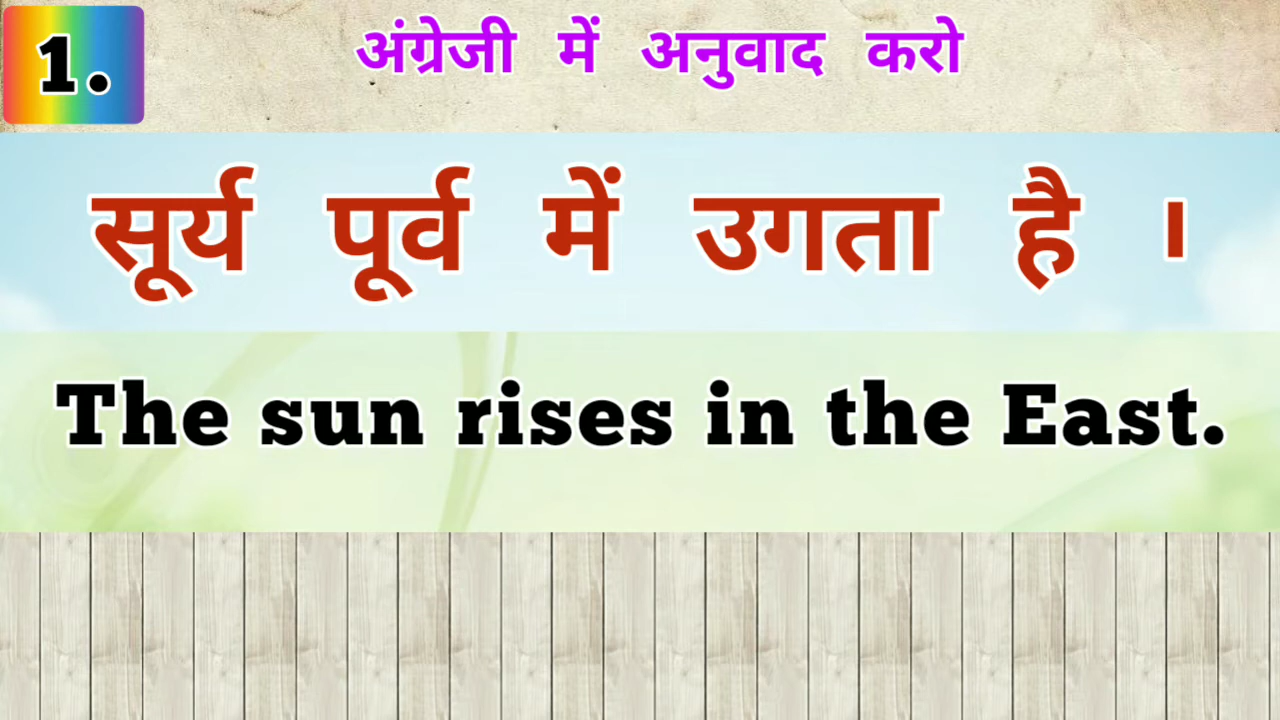 1. अंग्रेजी में अनुवाद करो
सूर्य पूर्व में उगता है ।
The sun rises in the East.